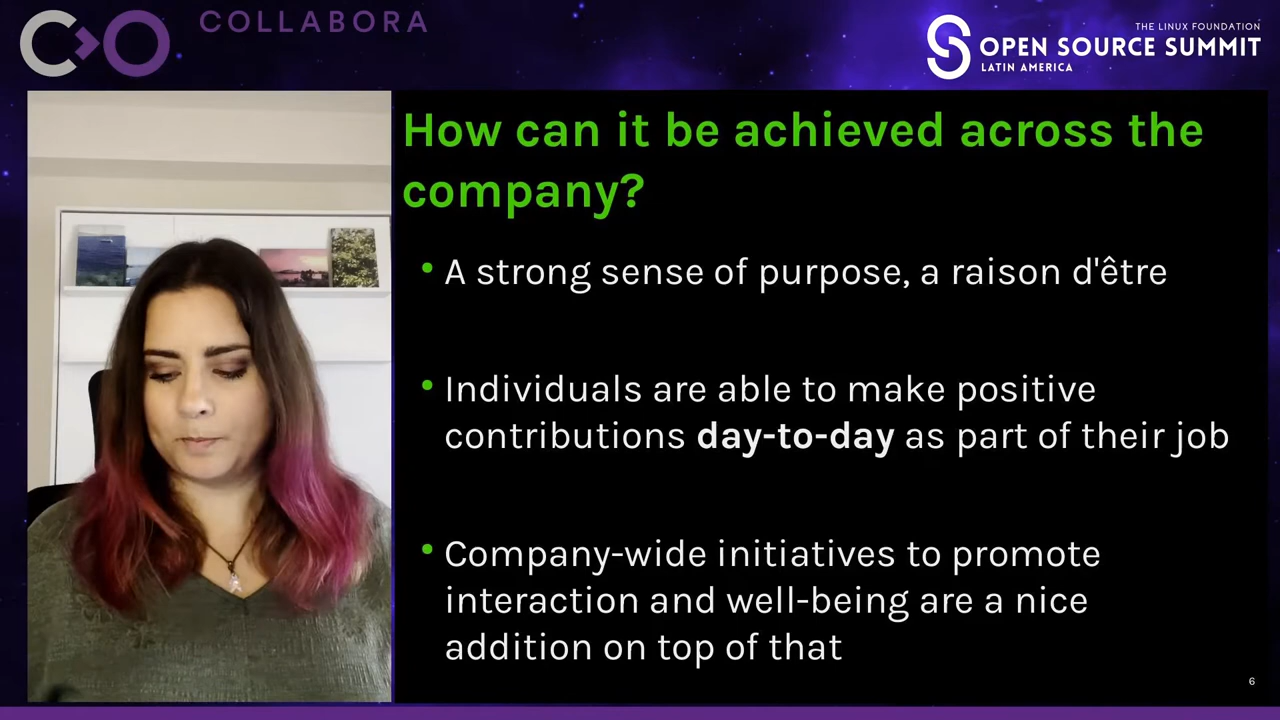 COLLABORA
THE LINUX FOUNDATION
OPEN SOURCE SUMMIT
LATIN AMERICA
How can it be achieved across the
company?
• A strong sense of purpose, a raison d'être
• Individuals are able to make positive
contributions day-to-day as part of their job
• Company-wide initiatives to promote
interaction and well-being are a nice
addition on top of that
6